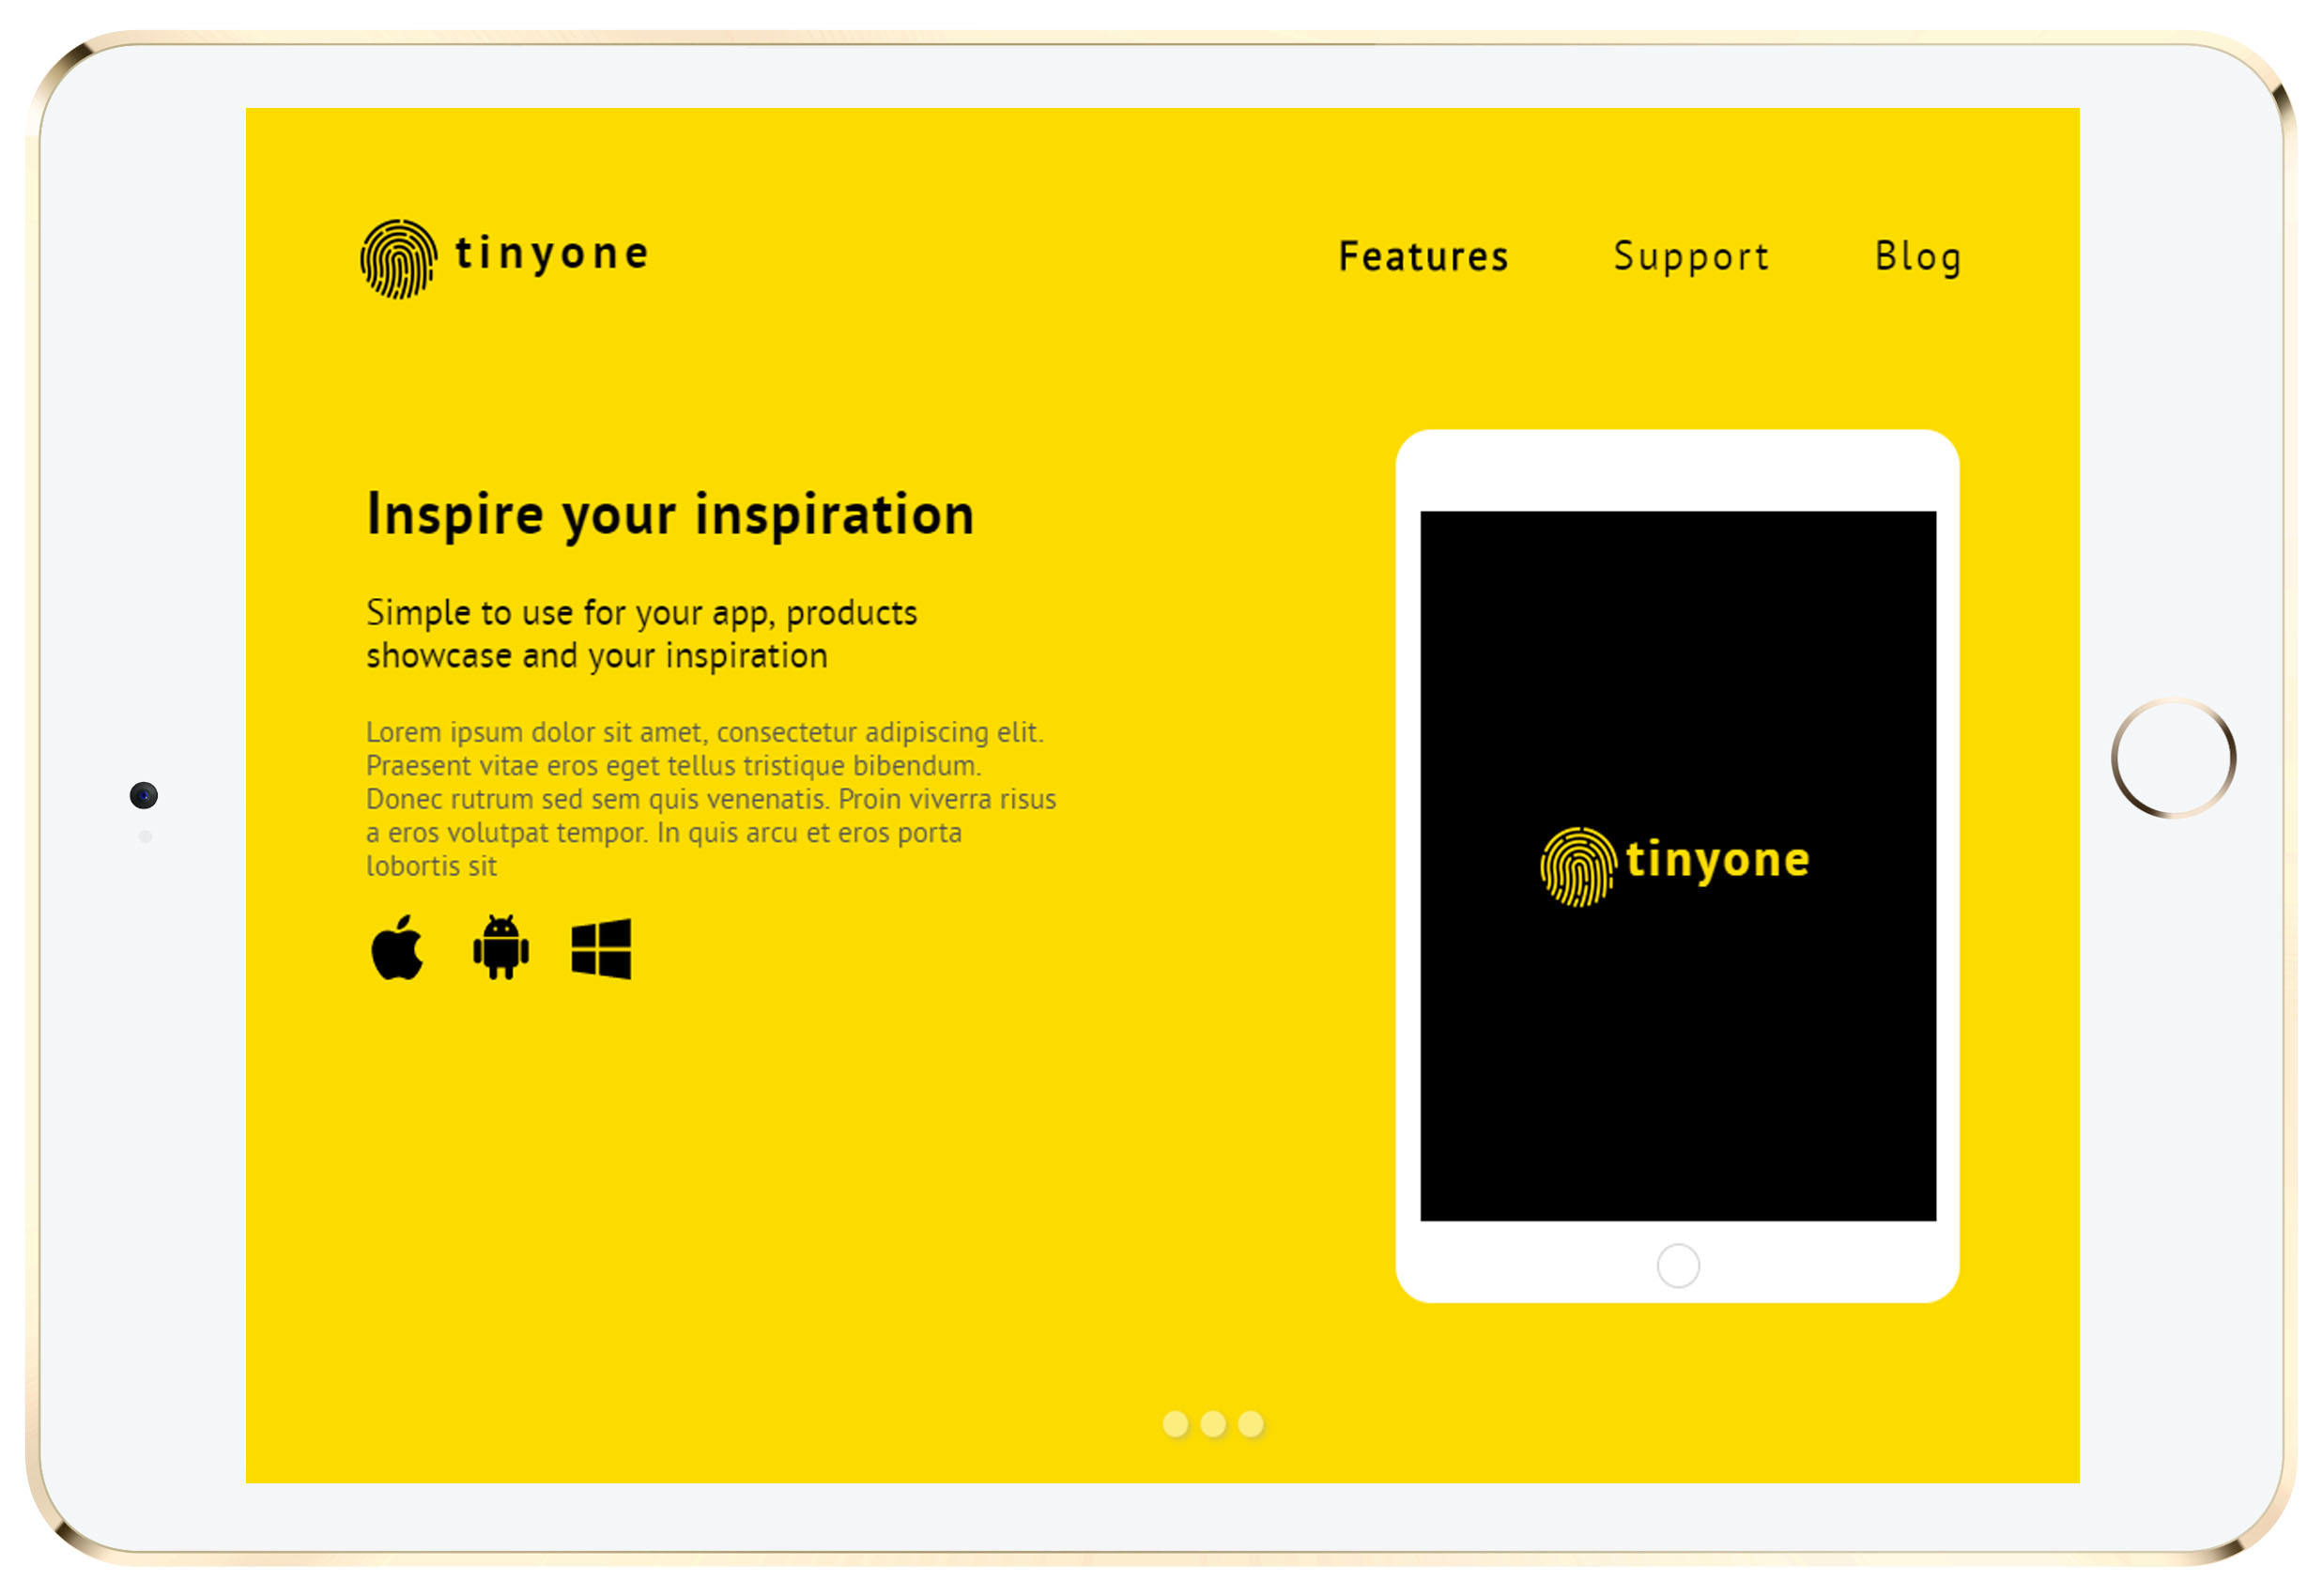 tinyone
Features
Support
Blog
Inspire your inspiration
Simple to use for your app, products
showcase and your inspiration
Lorem ipsum dolor sit amet, consectetur adipiscing elit.
Praesent vitae eros eget tellus tristique bibendum.
Donec rutrum sed sem quis venenatis. Proin viverra risus
a eros volutpat tempor. In quis arcu et eros porta
lobortis sit
tinyone